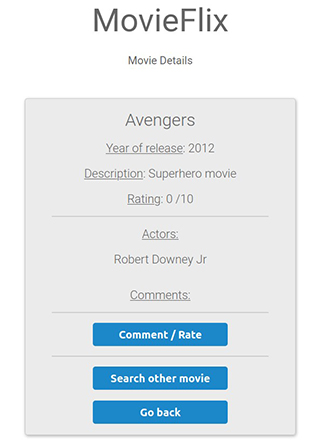 MovieFlix
Movie Details
Avengers
Year of release: 2012
Description: Superhero movie
Rating: 0 /10
Actors:
Robert Downey Jr
Comments:
Comment / Rate
Search other movie
Go back